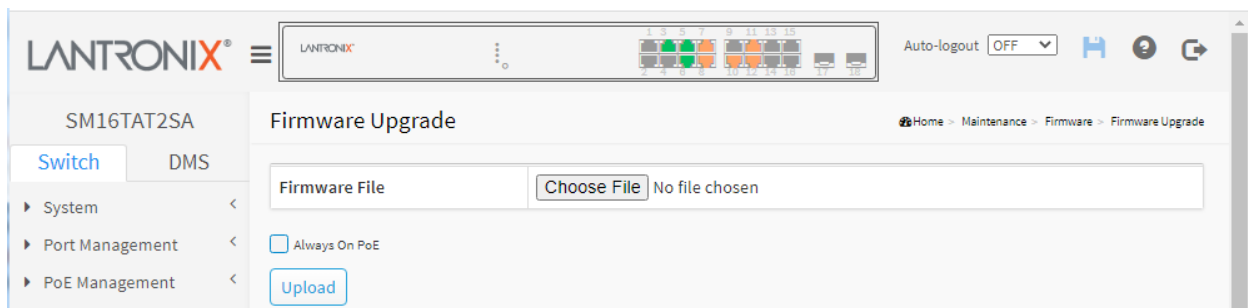 LANTRONIX®
LANTRONIX
1 3 5 7 9 11 13 15
2 4 6 8 10 12 14 16 17 18
Auto-logout OFF
SM16TAT2SA
Firmware Upgrade
Home > Maintenance > Firmware > Firmware Upgrade
Switch DMS
Firmware File Choose File No file chosen
System
Always On PoE
Port Management
PoE Management
Upload